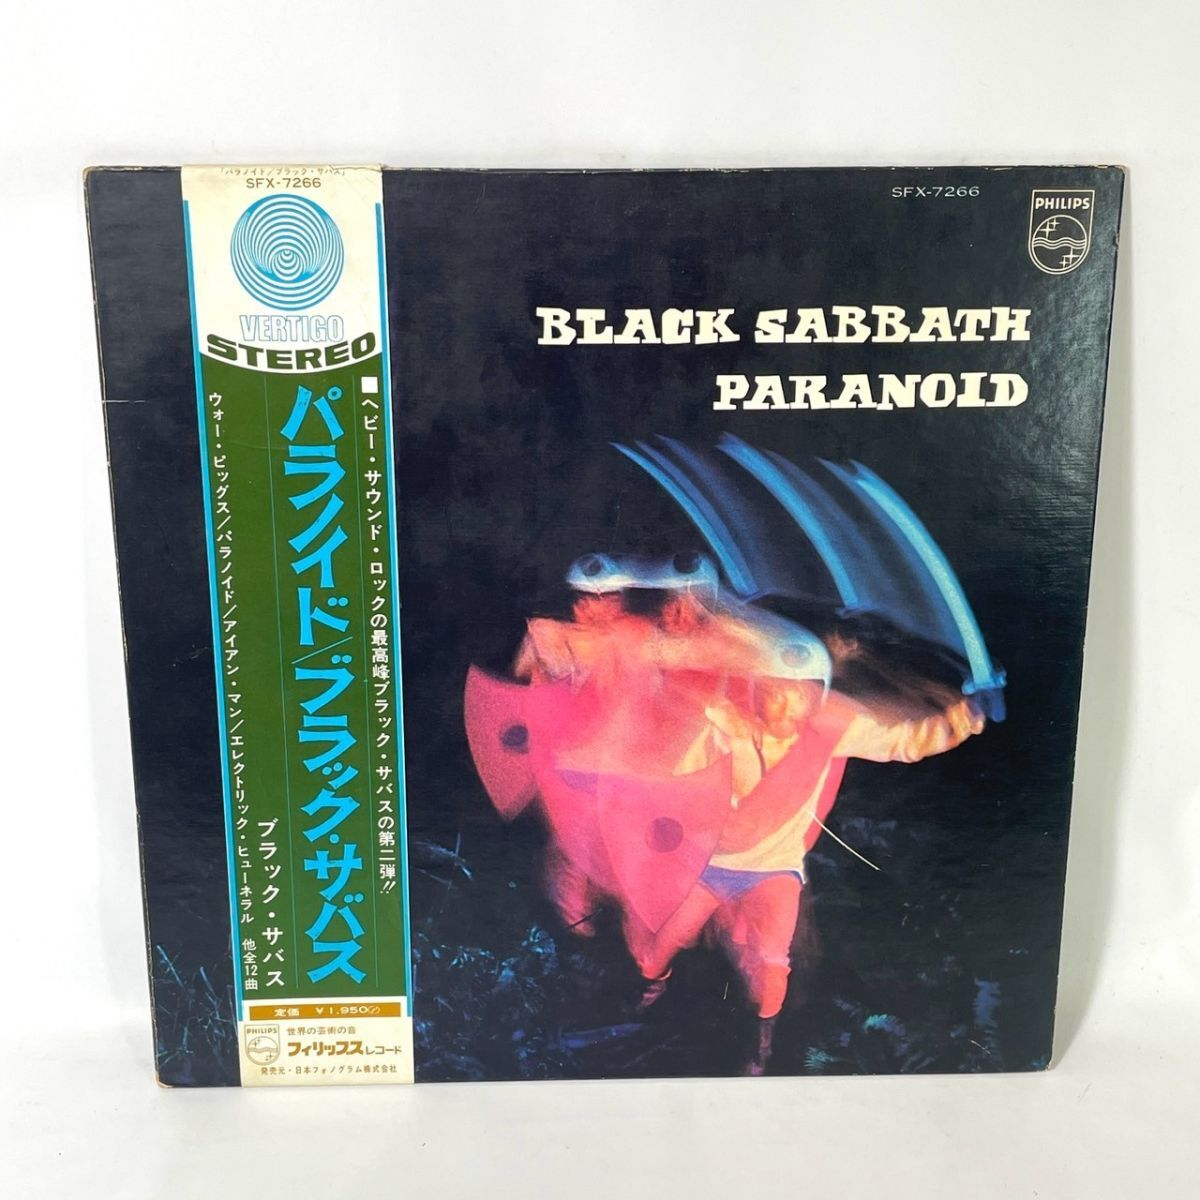 「パラノイド/ブラック・サバス」
SFX-7266
VERTIGO
STEREO
■ヘビー・サウンド・ロックの最高峰ブラック・サバスの第二弾!!
パラノイド/ブラック・サバス
ブラック・サバス
ウォー・ピッグス/パラノイド/アイアン・マン/エレクトリック・ヒューネラル 他全12曲
定価 ¥1,950
PHILIPS
世界の芸術の音
フィリップスレコード
発売元・日本フォノグラム株式会社
SFX-7266
PHILIPS
BLACK SABBATH
PARANOID